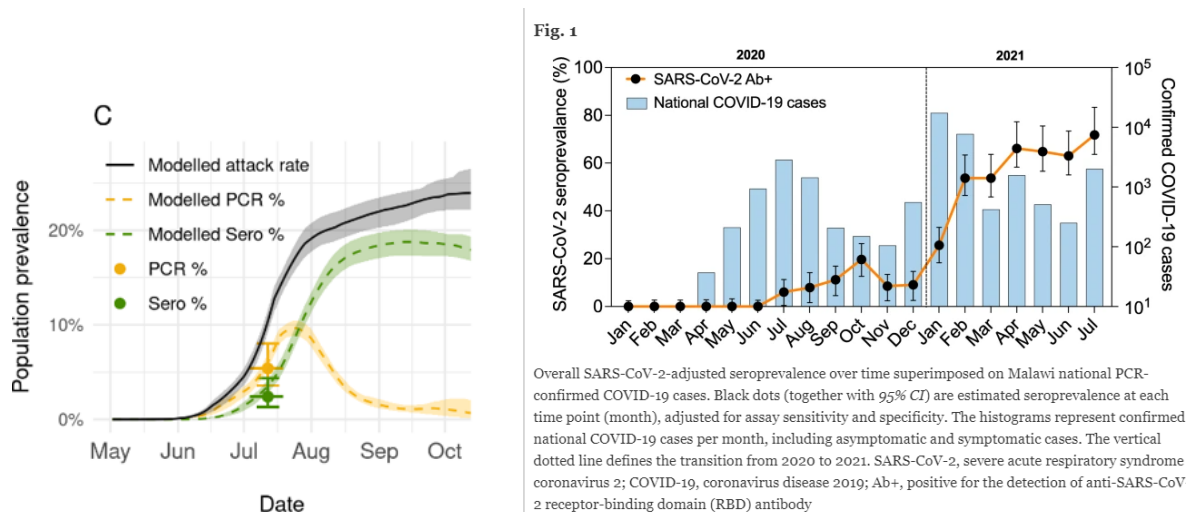 C
Modelled attack rate
Modelled PCR %
Modelled Sero %
PCR %
Sero %
Population prevalence
20%
10%
0%
May Jun Jul Aug Sep Oct
Date
Fig. 1
2020 2021
SARS-CoV-2 Ab+
National COVID-19 cases
SARS-CoV-2 seroprevalance (%)
100
80
60
40
20
0
10^5
10^4
10^3
10^2
10^1
Confirmed COVID-19 cases
Jan Feb Mar Apr May Jun Jul Aug Sep Oct Nov Dec Jan Feb Mar Apr May Jun Jul
Overall SARS-CoV-2-adjusted seroprevalence over time superimposed on Malawi national PCR-
confirmed COVID-19 cases. Black dots (together with 95% CI) are estimated seroprevalence at each
time point (month), adjusted for assay sensitivity and specificity. The histograms represent confirmed
national COVID-19 cases per month, including asymptomatic and symptomatic cases. The vertical
dotted line defines the transition from 2020 to 2021. SARS-CoV-2, severe acute respiratory syndrome
coronavirus 2; COVID-19, coronavirus disease 2019; Ab+, positive for the detection of anti-SARS-CoV
2 receptor-binding domain (RBD) antibody